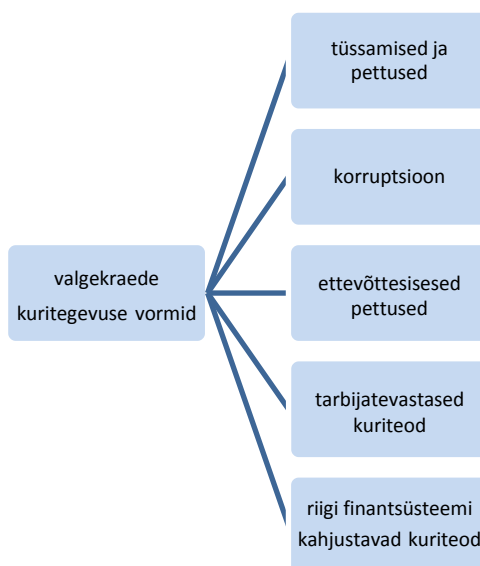 tüssamised ja
pettused
korruptsioon
valgekraede
kuritegevuse vormid
ettevõttesisesed
pettused
tarbijatevastased
kuriteod
riigi finantsüsteemi
kahjustavad kuriteod